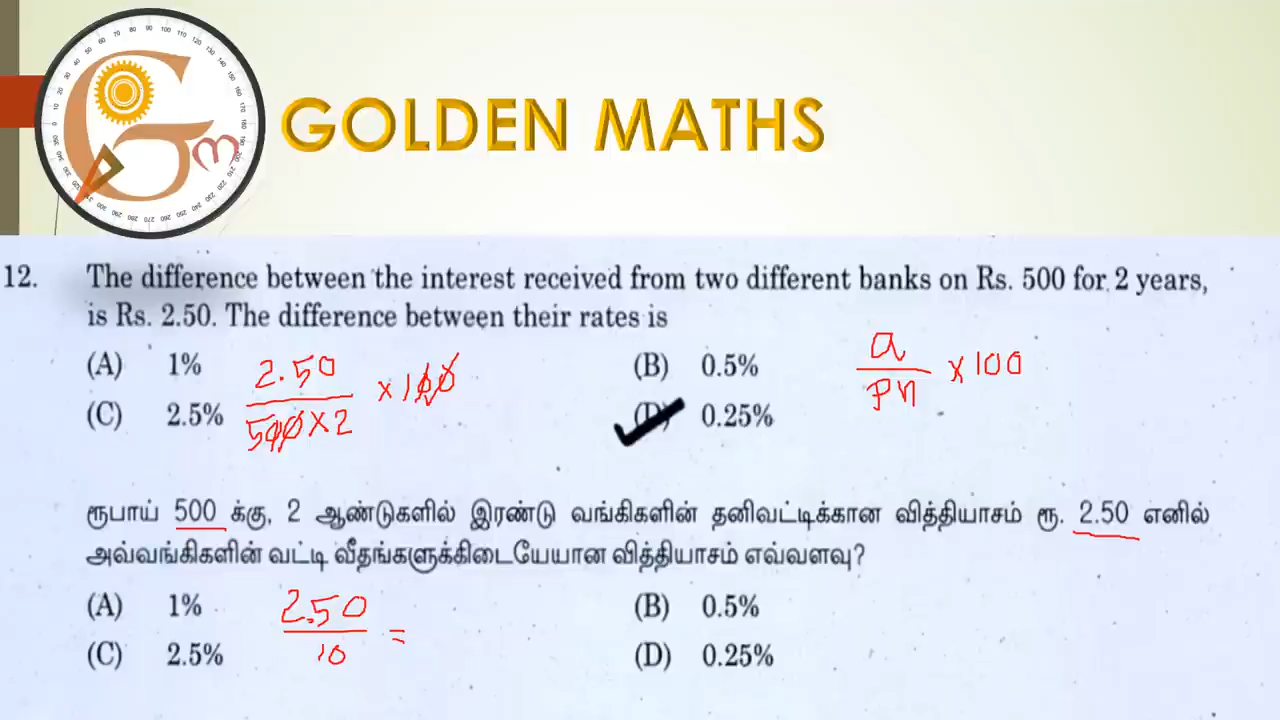 GOLDEN MATHS
12. The difference between the interest received from two different banks on Rs. 500 for 2 years,
is Rs. 2.50. The difference between their rates is
(A) 1% (B) 0.5%
(C) 2.5% (D) 0.25%
2.50 / 500 × 2 × 100
a / Pn × 100
ரூபாய் 500 க்கு, 2 ஆண்டுகளில் இரண்டு வங்கிகளின் தனிவட்டிக்கான வித்தியாசம் ரூ. 2.50 எனில்
அவ்வங்கிகளின் வட்டி வீதங்களுக்கிடையேயான வித்தியாசம் எவ்வளவு?
(A) 1% (B) 0.5%
(C) 2.5% (D) 0.25%
2.50 / 10 =